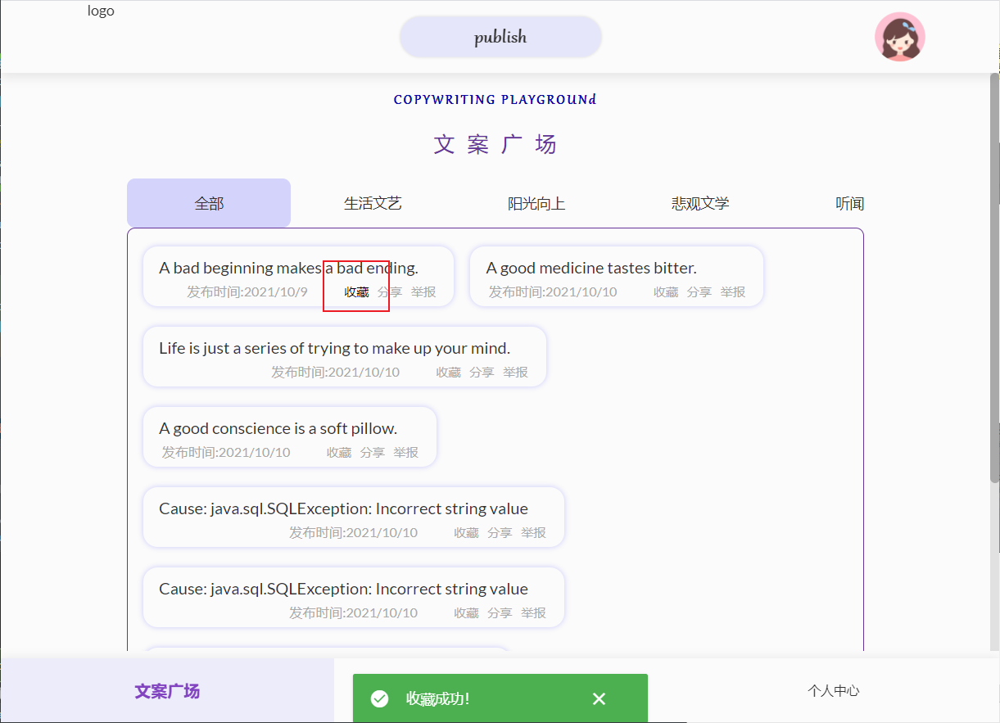 logo
publish
COPYWRITING PLAYGROUNd
文案广场
全部 生活文艺 阳光向上 悲观文学 听闻
A bad beginning makes a bad ending.
发布时间:2021/10/9 收藏 分享 举报
A good medicine tastes bitter.
发布时间:2021/10/10 收藏 分享 举报
Life is just a series of trying to make up your mind.
发布时间:2021/10/10 收藏 分享 举报
A good conscience is a soft pillow.
发布时间:2021/10/10 收藏 分享 举报
Cause: java.sql.SQLException: Incorrect string value
发布时间:2021/10/10 收藏 分享 举报
Cause: java.sql.SQLException: Incorrect string value
发布时间:2021/10/10 收藏 分享 举报
文案广场
收藏成功!
个人中心